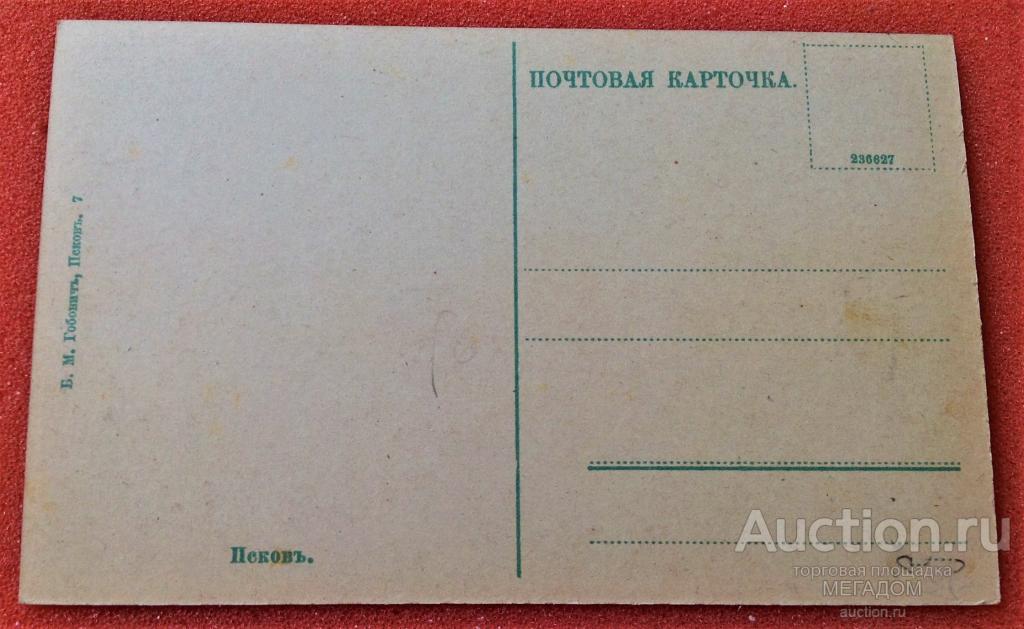 ПОЧТОВАЯ КАРТОЧКА.
236627
Б. М. Гобовичъ, Псковъ. 7
Псковъ.
Auction.ru
торговая площадка
МЕГАДОМ
auction.ru